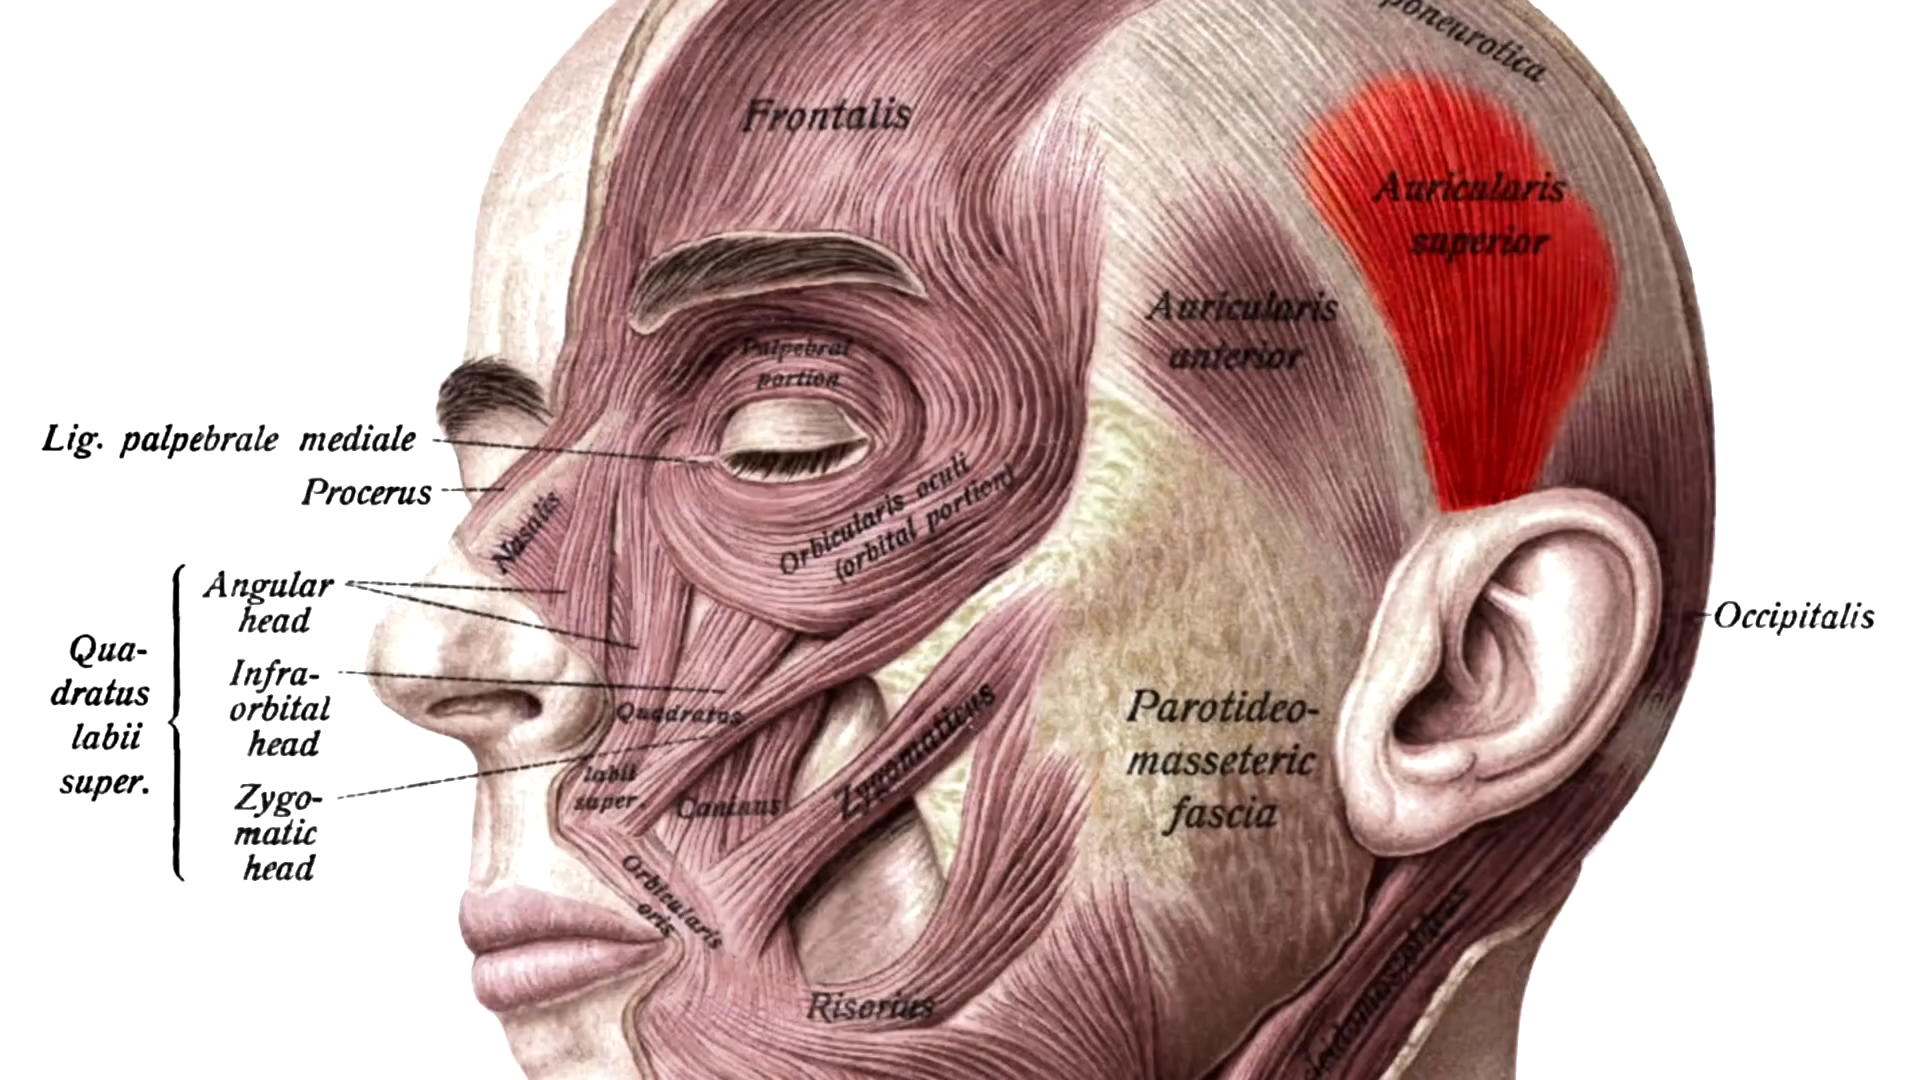 poneurotica
Frontalis
Auricularis
superior
Auricularis
anterior
Palpebral
portion
Lig. palpebrale mediale
Procerus
Nasalis
Orbicularis oculi
(orbital portion)
Angular
head
Qua-
dratus
labii
super.
Infra-
orbital
head
Zygo-
matic
head
Quadratus
labii
super.
Caninus
Zygomaticus
Orbicularis
oris
Risorius
Parotideo-
masseteric
fascia
Occipitalis